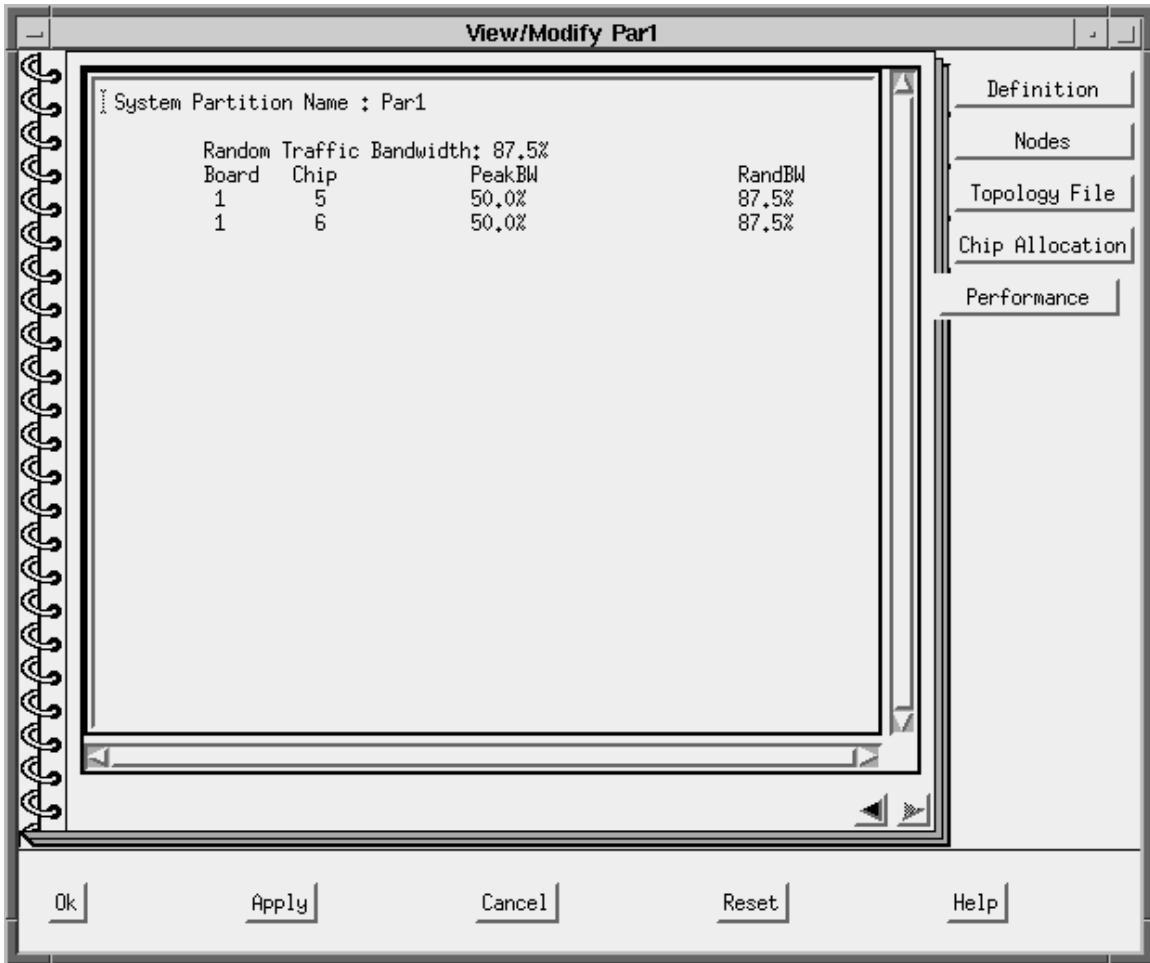 View/Modify Par1
System Partition Name : Par1
Random Traffic Bandwidth: 87.5%
Board Chip PeakBW RandBW
1 5 50.0% 87.5%
1 6 50.0% 87.5%
Definition
Nodes
Topology File
Chip Allocation
Performance
Ok Apply Cancel Reset Help